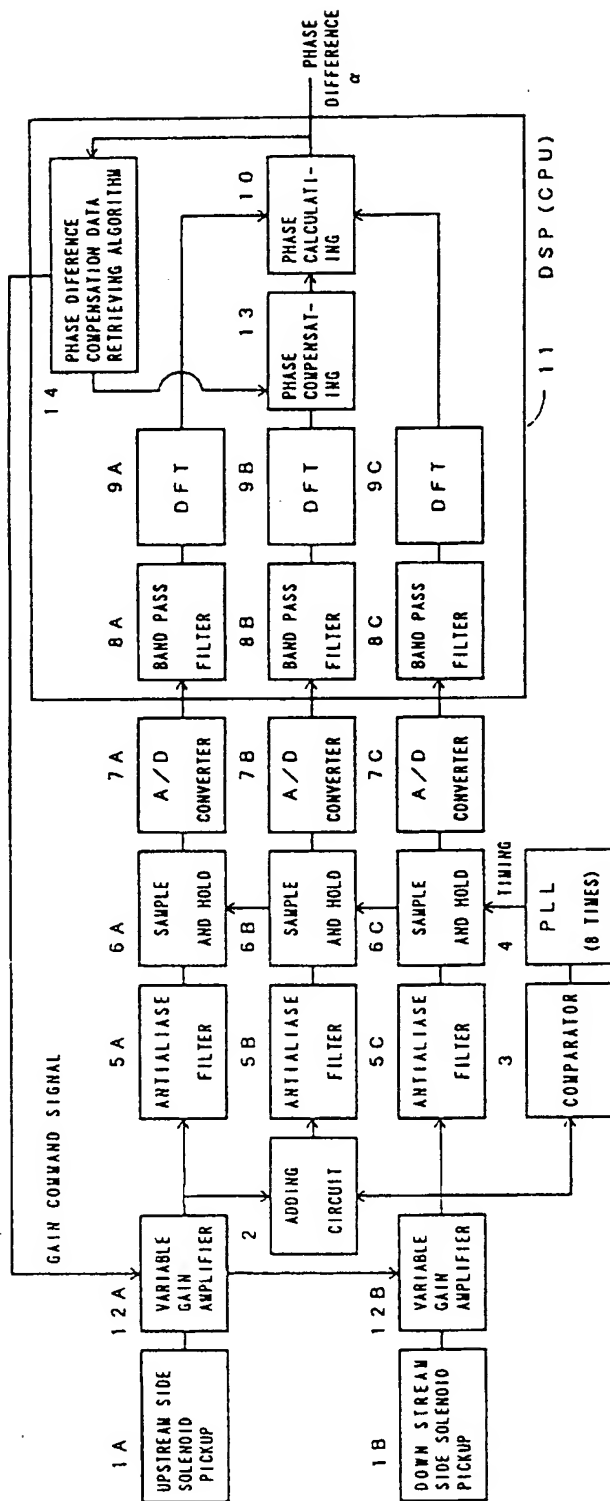 GAIN COMMAND SIGNAL
1A
UPSTREAM SIDE
SOLENOID
PICKUP
12A
VARIABLE
GAIN
AMPLIFIER
5A
ANTIALIASE
FILTER
6A
SAMPLE
AND HOLD
7A
A/D
CONVERTER
8A
BAND PASS
FILTER
9A
DFT
14
PHASE DIFERENCE
COMPENSATION DATA
RETRIEVING ALGORITHM
2
ADDING
CIRCUIT
5B
ANTIALIASE
FILTER
6B
SAMPLE
AND HOLD
7B
A/D
CONVERTER
8B
BAND PASS
FILTER
9B
DFT
13
PHASE
COMPENSAT-
ING
10
PHASE
CALCULATI-
ING
PHASE
DIFFERENCE
α
1B
DOWN STREAM
SIDE SOLENOID
PICKUP
12B
VARIABLE
GAIN
AMPLIFIER
5C
ANTIALIASE
FILTER
6C
SAMPLE
AND HOLD
7C
A/D
CONVERTER
8C
BAND PASS
FILTER
9C
DFT
3
COMPARATOR
4
TIMING
PLL
(8 TIMES)
11
DSP (CPU)